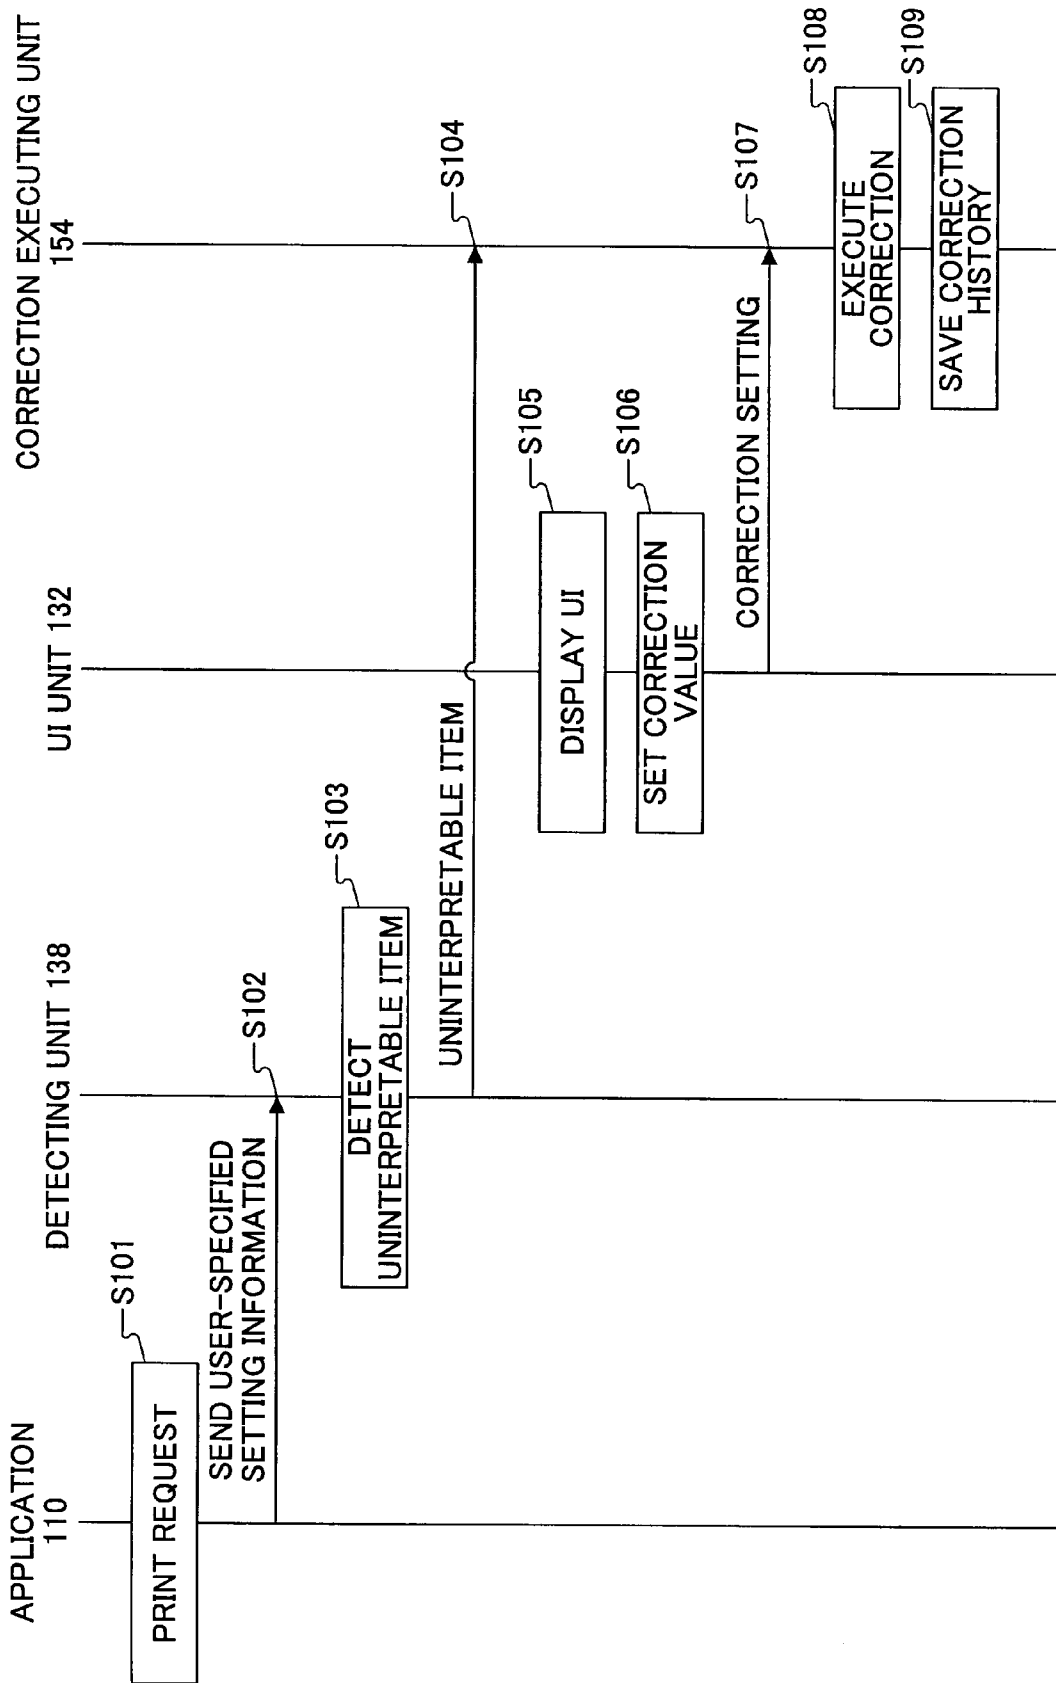 APPLICATION
110
DETECTING UNIT 138
UI UNIT 132
CORRECTION EXECUTING UNIT
154
PRINT REQUEST
S101
SEND USER-SPECIFIED
SETTING INFORMATION
S102
DETECT
UNINTERPRETABLE ITEM
S103
UNINTERPRETABLE ITEM
S104
DISPLAY UI
S105
SET CORRECTION
VALUE
S106
CORRECTION SETTING
S107
EXECUTE
CORRECTION
S108
SAVE CORRECTION
HISTORY
S109